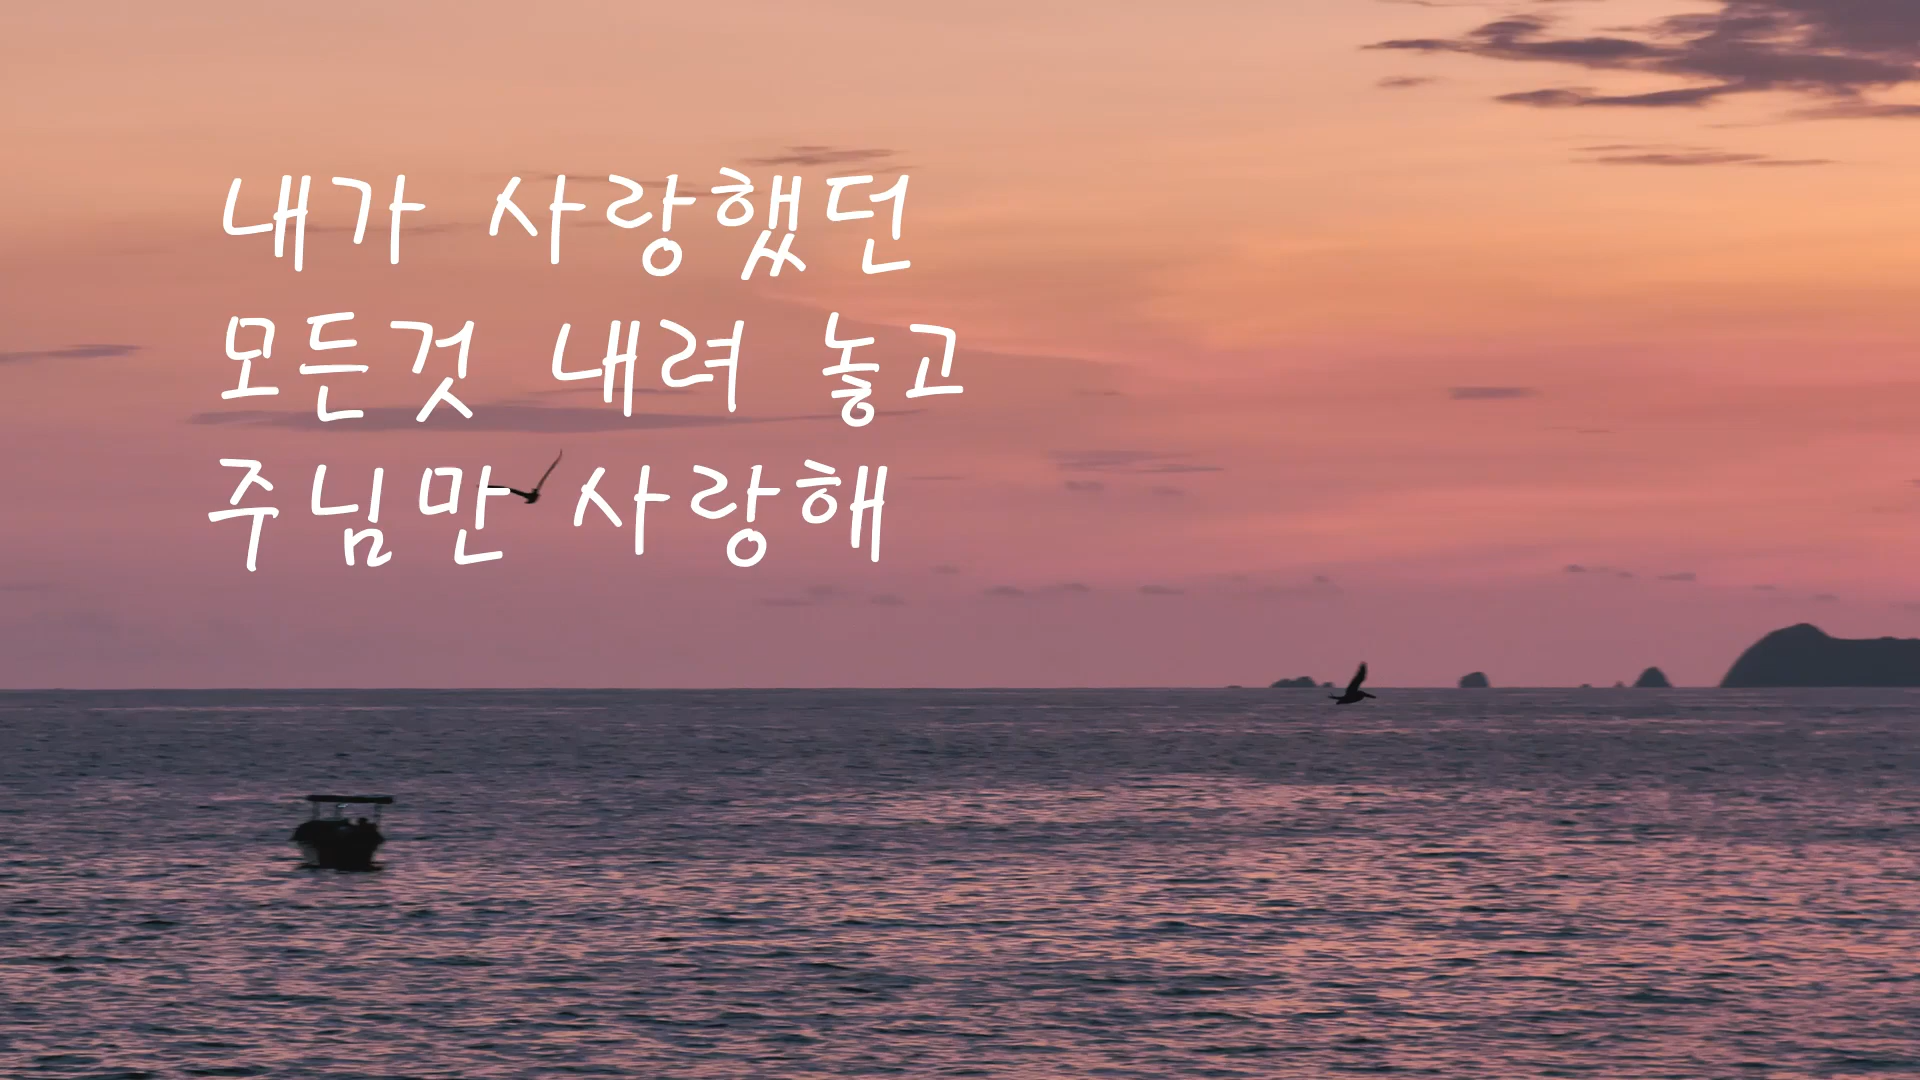 내가 사랑했던
모든것 내려 놓고
주님만 사랑해